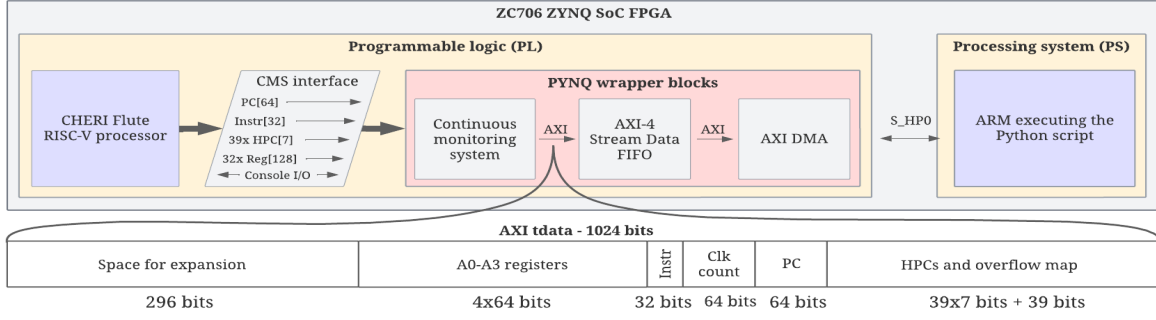 ZC706 ZYNQ SoC FPGA
Programmable logic (PL)
Processing system (PS)
CHERI Flute
RISC-V processor
CMS interface
PC[64]
Instr[32]
39x HPC[7]
32x Reg[128]
Console I/O
PYNQ wrapper blocks
Continuous
monitoring
system
AXI
AXI-4
Stream Data
FIFO
AXI
AXI DMA
S_HP0
ARM executing the
Python script
AXI tdata - 1024 bits
Space for expansion
A0-A3 registers
Instr
Clk
count
PC
HPCs and overflow map
296 bits
4x64 bits
32 bits
64 bits
64 bits
39x7 bits + 39 bits